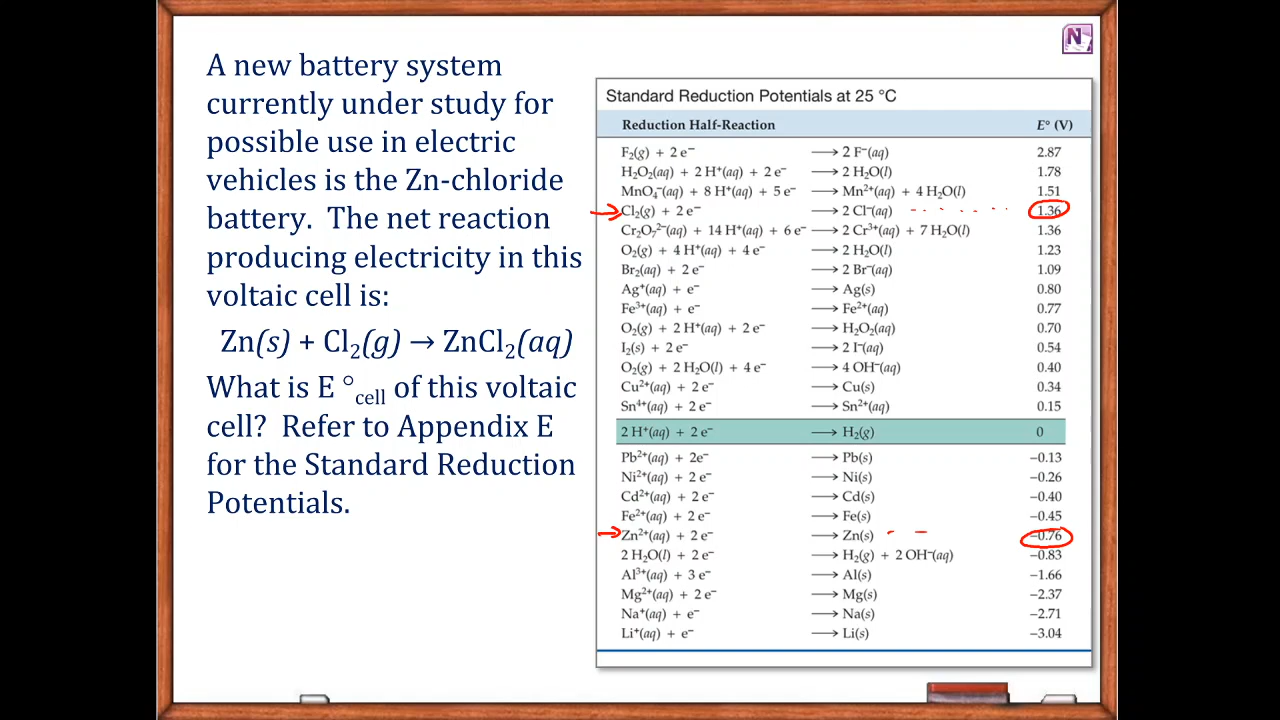 A new battery system
currently under study for
possible use in electric
vehicles is the Zn-chloride
battery. The net reaction
producing electricity in this
voltaic cell is:
Zn(s) + Cl₂(g) → ZnCl₂(aq)
What is E °cell of this voltaic
cell? Refer to Appendix E
for the Standard Reduction
Potentials.
N
Standard Reduction Potentials at 25 °C
Reduction Half-Reaction E° (V)
F₂(g) + 2 e⁻ ⟶ 2 F⁻(aq) 2.87
H₂O₂(aq) + 2 H⁺(aq) + 2 e⁻ ⟶ 2 H₂O(l) 1.78
MnO₄⁻(aq) + 8 H⁺(aq) + 5 e⁻ ⟶ Mn²⁺(aq) + 4 H₂O(l) 1.51
Cl₂(g) + 2 e⁻ ⟶ 2 Cl⁻(aq) 1.36
Cr₂O₇²⁻(aq) + 14 H⁺(aq) + 6 e⁻ ⟶ 2 Cr³⁺(aq) + 7 H₂O(l) 1.36
O₂(g) + 4 H⁺(aq) + 4 e⁻ ⟶ 2 H₂O(l) 1.23
Br₂(aq) + 2 e⁻ ⟶ 2 Br⁻(aq) 1.09
Ag⁺(aq) + e⁻ ⟶ Ag(s) 0.80
Fe³⁺(aq) + e⁻ ⟶ Fe²⁺(aq) 0.77
O₂(g) + 2 H⁺(aq) + 2 e⁻ ⟶ H₂O₂(aq) 0.70
I₂(s) + 2 e⁻ ⟶ 2 I⁻(aq) 0.54
O₂(g) + 2 H₂O(l) + 4 e⁻ ⟶ 4 OH⁻(aq) 0.40
Cu²⁺(aq) + 2 e⁻ ⟶ Cu(s) 0.34
Sn⁴⁺(aq) + 2 e⁻ ⟶ Sn²⁺(aq) 0.15
2 H⁺(aq) + 2 e⁻ ⟶ H₂(g) 0
Pb²⁺(aq) + 2e⁻ ⟶ Pb(s) −0.13
Ni²⁺(aq) + 2 e⁻ ⟶ Ni(s) −0.26
Cd²⁺(aq) + 2 e⁻ ⟶ Cd(s) −0.40
Fe²⁺(aq) + 2 e⁻ ⟶ Fe(s) −0.45
Zn²⁺(aq) + 2 e⁻ ⟶ Zn(s) −0.76
2 H₂O(l) + 2 e⁻ ⟶ H₂(g) + 2 OH⁻(aq) −0.83
Al³⁺(aq) + 3 e⁻ ⟶ Al(s) −1.66
Mg²⁺(aq) + 2 e⁻ ⟶ Mg(s) −2.37
Na⁺(aq) + e⁻ ⟶ Na(s) −2.71
Li⁺(aq) + e⁻ ⟶ Li(s) −3.04